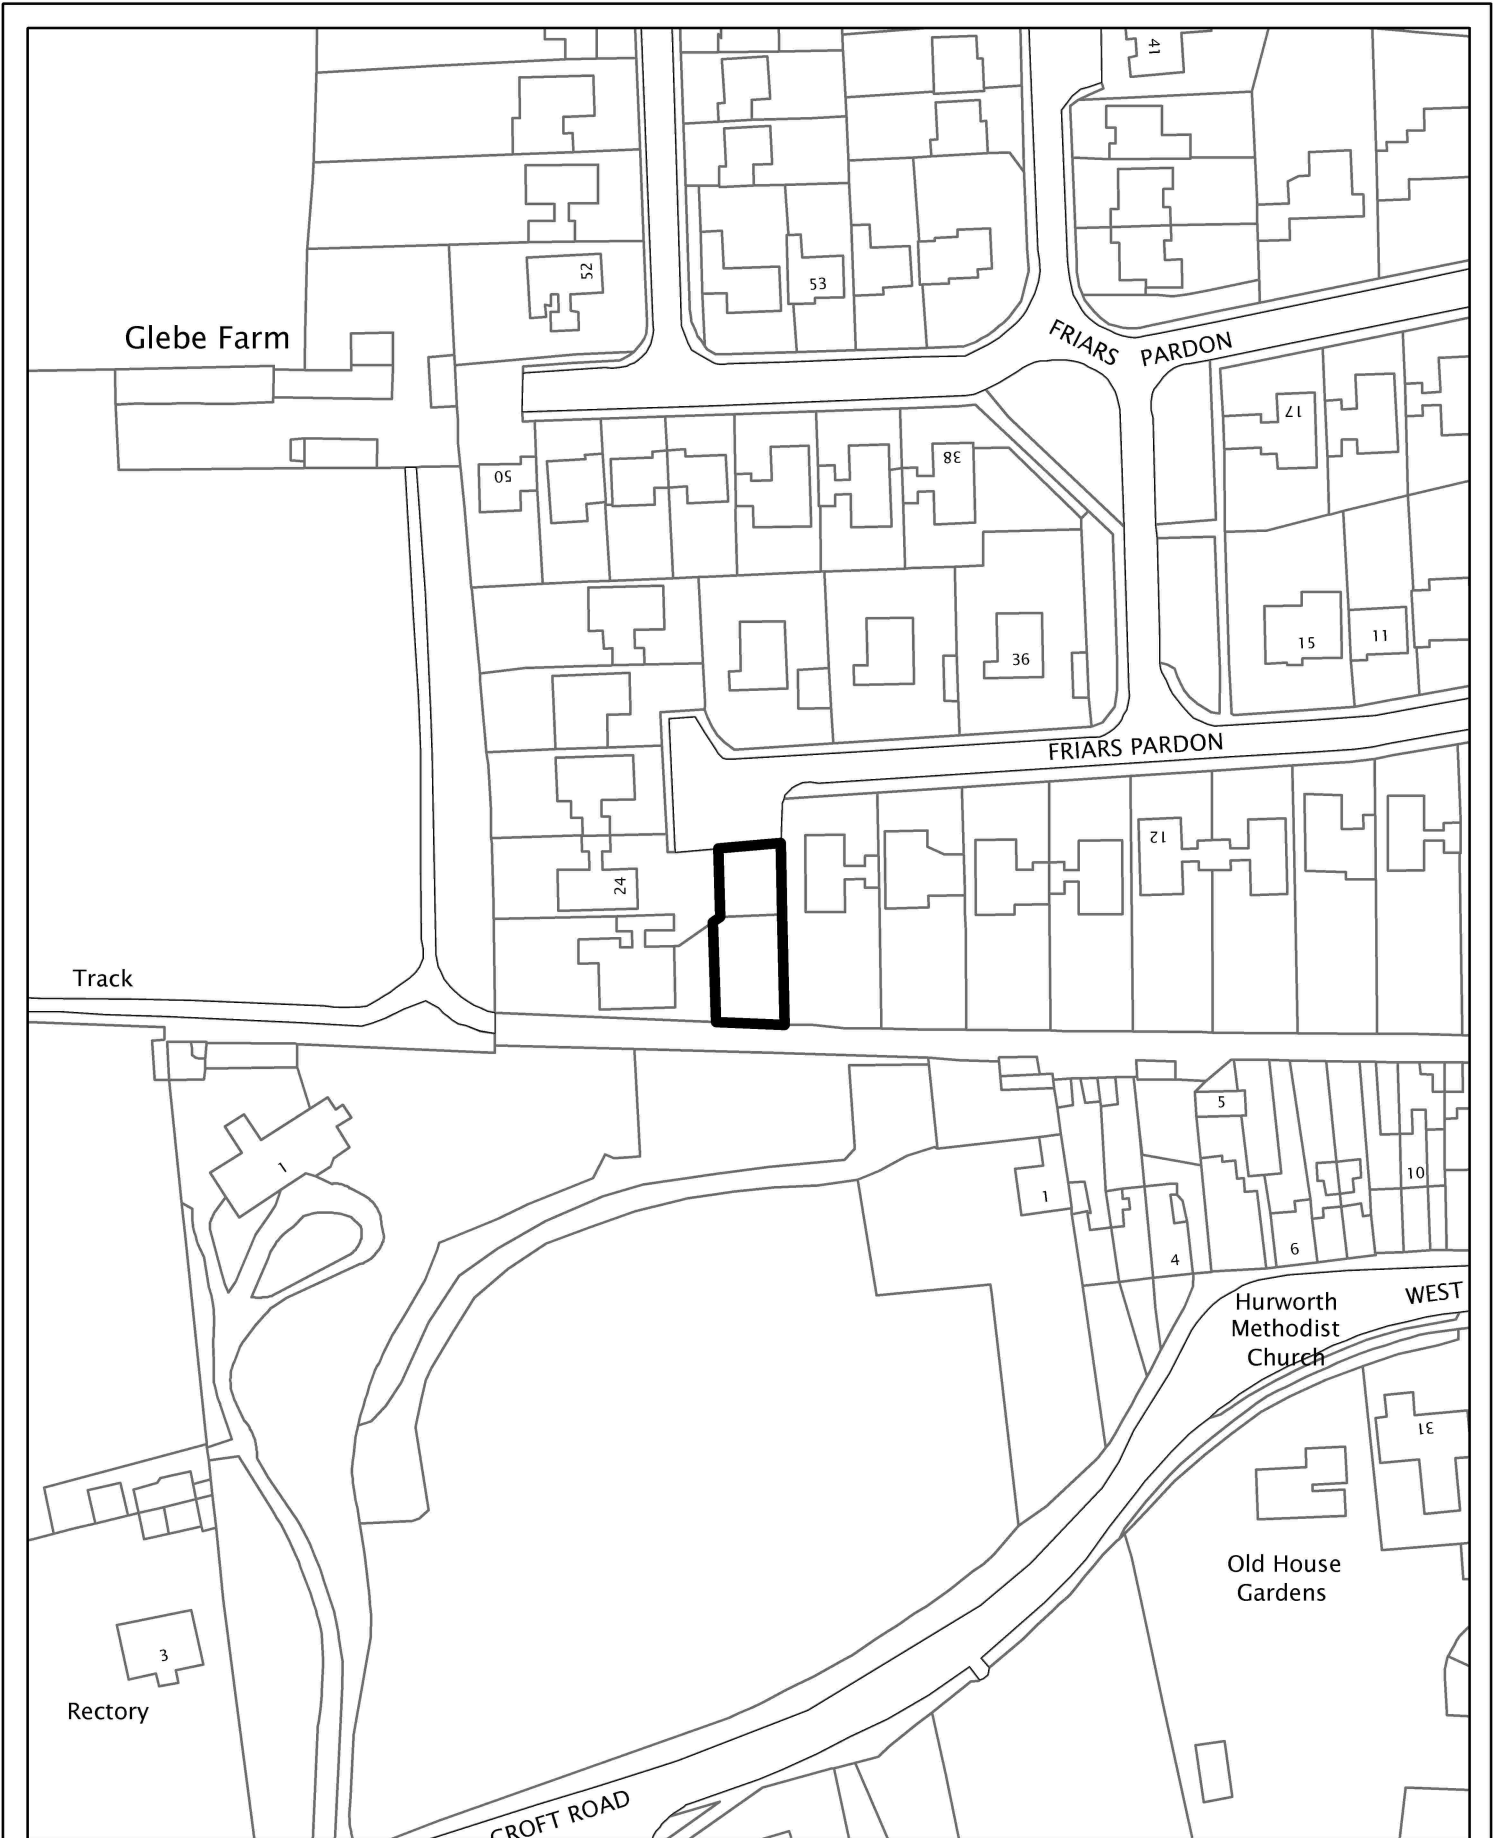 41
52
53
Glebe Farm
FRIARS PARDON
17
38
50
15
11
36
FRIARS PARDON
12
24
Track
5
1
10
1
4
6
Hurworth
Methodist
Church
WEST
31
Old House
Gardens
3
Rectory
CROFT ROAD